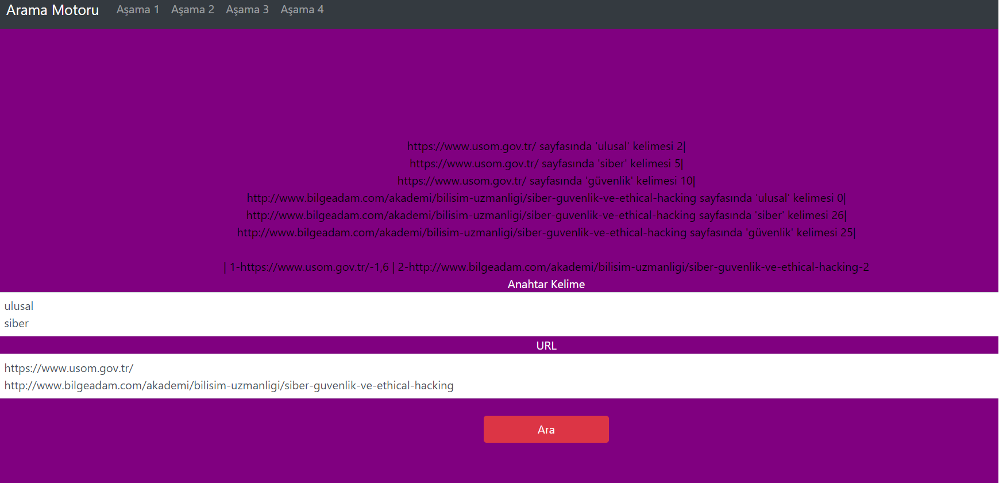 Arama Motoru Aşama 1 Aşama 2 Aşama 3 Aşama 4
https://www.usom.gov.tr/ sayfasında 'ulusal' kelimesi 2|
https://www.usom.gov.tr/ sayfasında 'siber' kelimesi 5|
https://www.usom.gov.tr/ sayfasında 'güvenlik' kelimesi 10|
http://www.bilgeadam.com/akademi/bilisim-uzmanligi/siber-guvenlik-ve-ethical-hacking sayfasında 'ulusal' kelimesi 0|
http://www.bilgeadam.com/akademi/bilisim-uzmanligi/siber-guvenlik-ve-ethical-hacking sayfasında 'siber' kelimesi 26|
http://www.bilgeadam.com/akademi/bilisim-uzmanligi/siber-guvenlik-ve-ethical-hacking sayfasında 'güvenlik' kelimesi 25|
| 1-https://www.usom.gov.tr/-1,6 | 2-http://www.bilgeadam.com/akademi/bilisim-uzmanligi/siber-guvenlik-ve-ethical-hacking-2
Anahtar Kelime
ulusal
siber
URL
https://www.usom.gov.tr/
http://www.bilgeadam.com/akademi/bilisim-uzmanligi/siber-guvenlik-ve-ethical-hacking
Ara